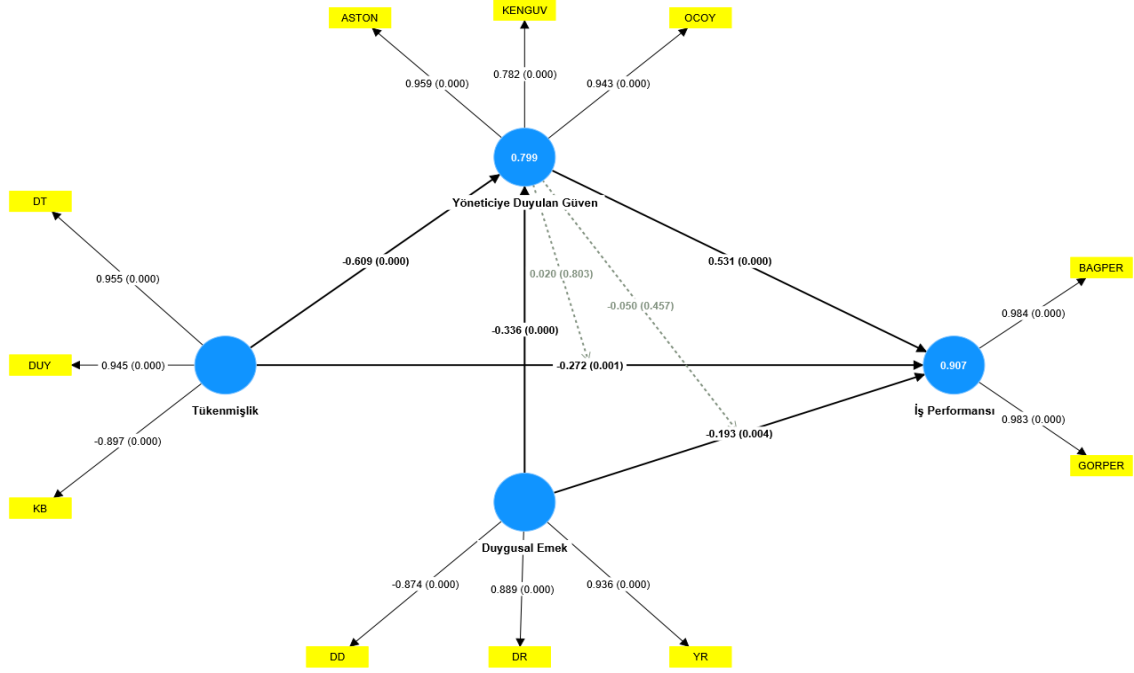 ASTON
KENGUV
OCOY
0.959 (0.000)
0.782 (0.000)
0.943 (0.000)
0.799
Yöneticiye Duyulan Güven
DT
0.955 (0.000)
-0.609 (0.000)
0.020 (0.803)
-0.050 (0.457)
0.531 (0.000)
-0.336 (0.000)
BAGPER
0.984 (0.000)
DUY
0.945 (0.000)
-0.272 (0.001)
0.907
Tükenmişlik
İş Performansı
-0.897 (0.000)
-0.193 (0.004)
0.983 (0.000)
GORPER
KB
Duygusal Emek
-0.874 (0.000)
0.889 (0.000)
0.936 (0.000)
DD
DR
YR